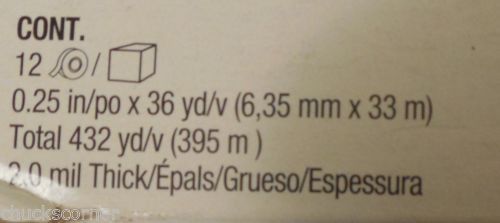 CONT.
12 /
0.25 in/po x 36 yd/v (6,35 mm x 33 m)
Total 432 yd/v (395 m )
2.0 mil Thick/Épals/Grueso/Espessura
chuckscorner